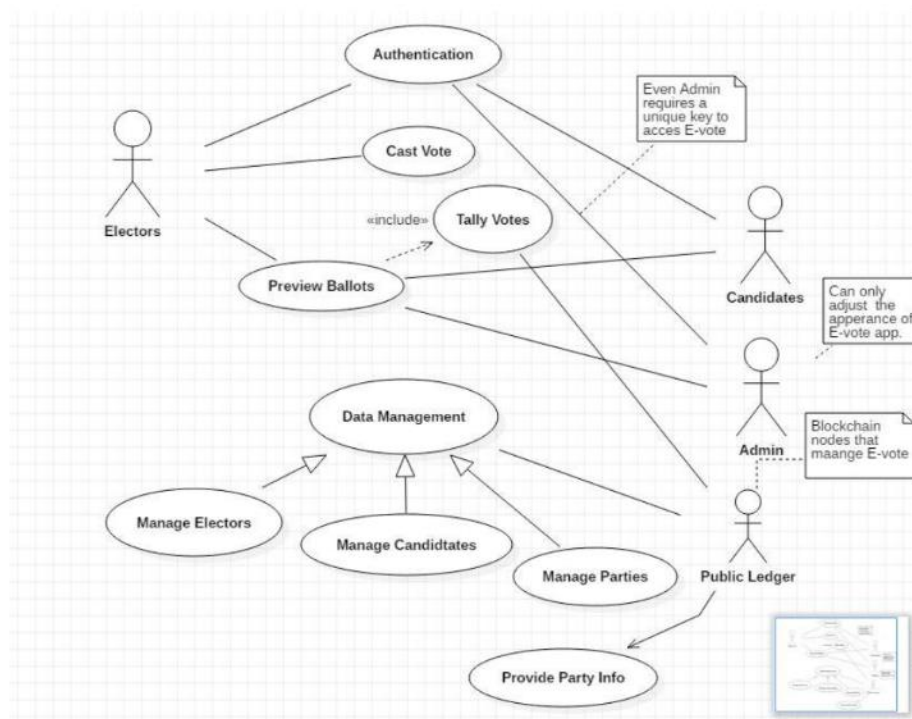 Authentication
Even Admin
requires a
unique key to
acces E-vote
Cast Vote
Electors
«include»
Tally Votes
Preview Ballots
Candidates
Can only
adjust the
apperance of
E-vote app.
Data Management
Admin
Blockchain
nodes that
maange E-vote
Manage Electors
Manage Candidtates
Manage Parties
Public Ledger
Provide Party Info